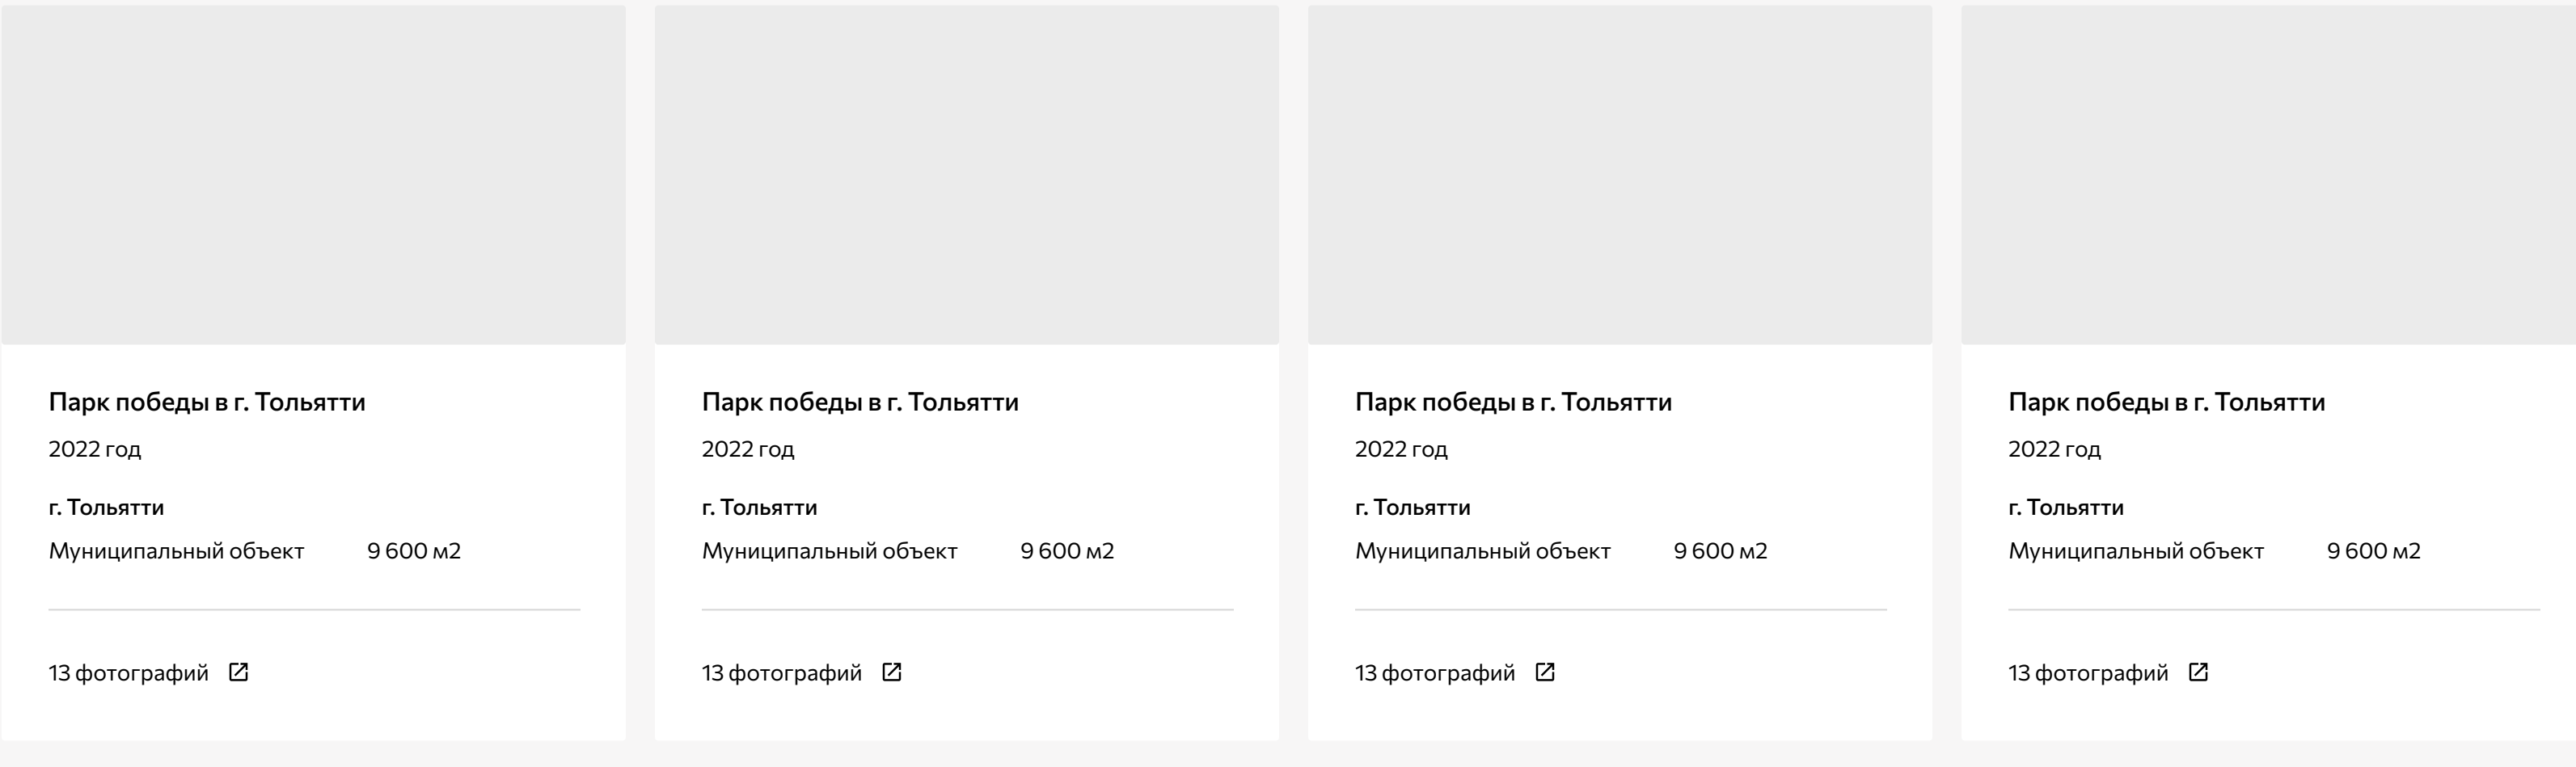 Парк победы в г. Тольятти
2022 год
г. Тольятти
Муниципальный объект 9 600 м2
13 фотографий
Парк победы в г. Тольятти
2022 год
г. Тольятти
Муниципальный объект 9 600 м2
13 фотографий
Парк победы в г. Тольятти
2022 год
г. Тольятти
Муниципальный объект 9 600 м2
13 фотографий
Парк победы в г. Тольятти
2022 год
г. Тольятти
Муниципальный объект 9 600 м2
13 фотографий